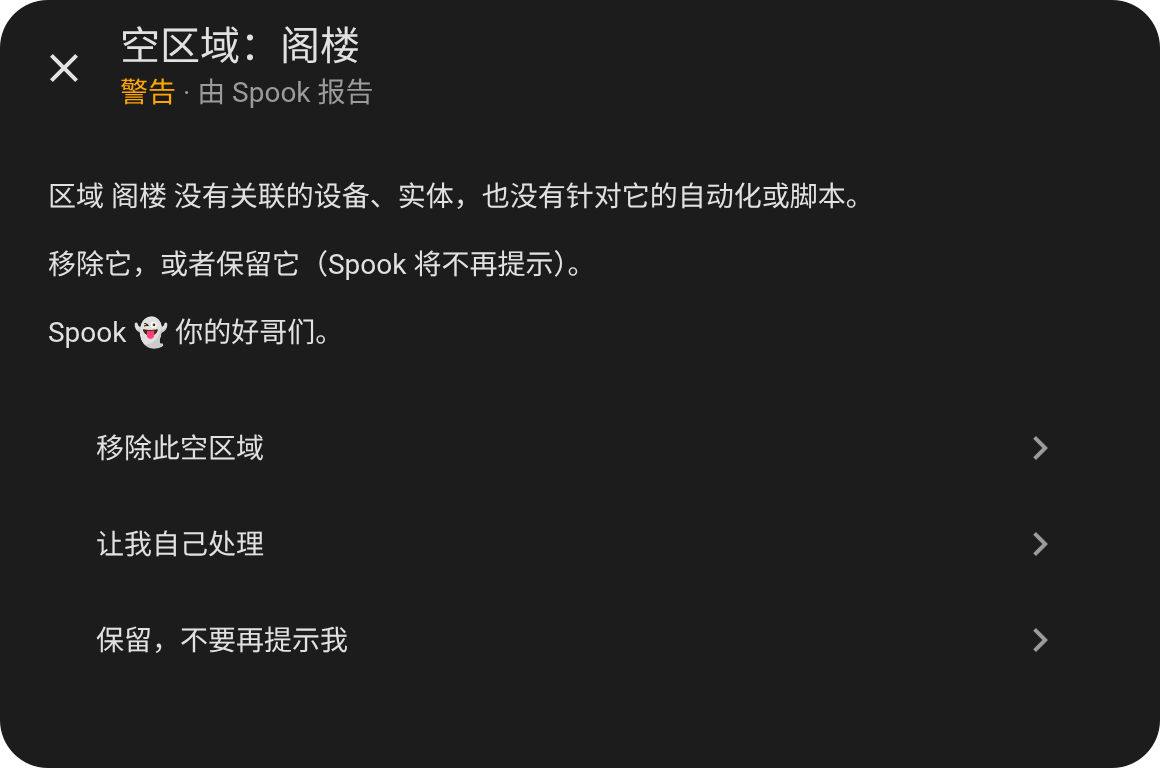 空区域：阁楼
警告 · 由 Spook 报告
区域 阁楼 没有关联的设备、实体，也没有针对它的自动化或脚本。
移除它，或者保留它（Spook 将不再提示）。
Spook 👻 你的好哥们。
移除此空区域
让我自己处理
保留，不要再提示我